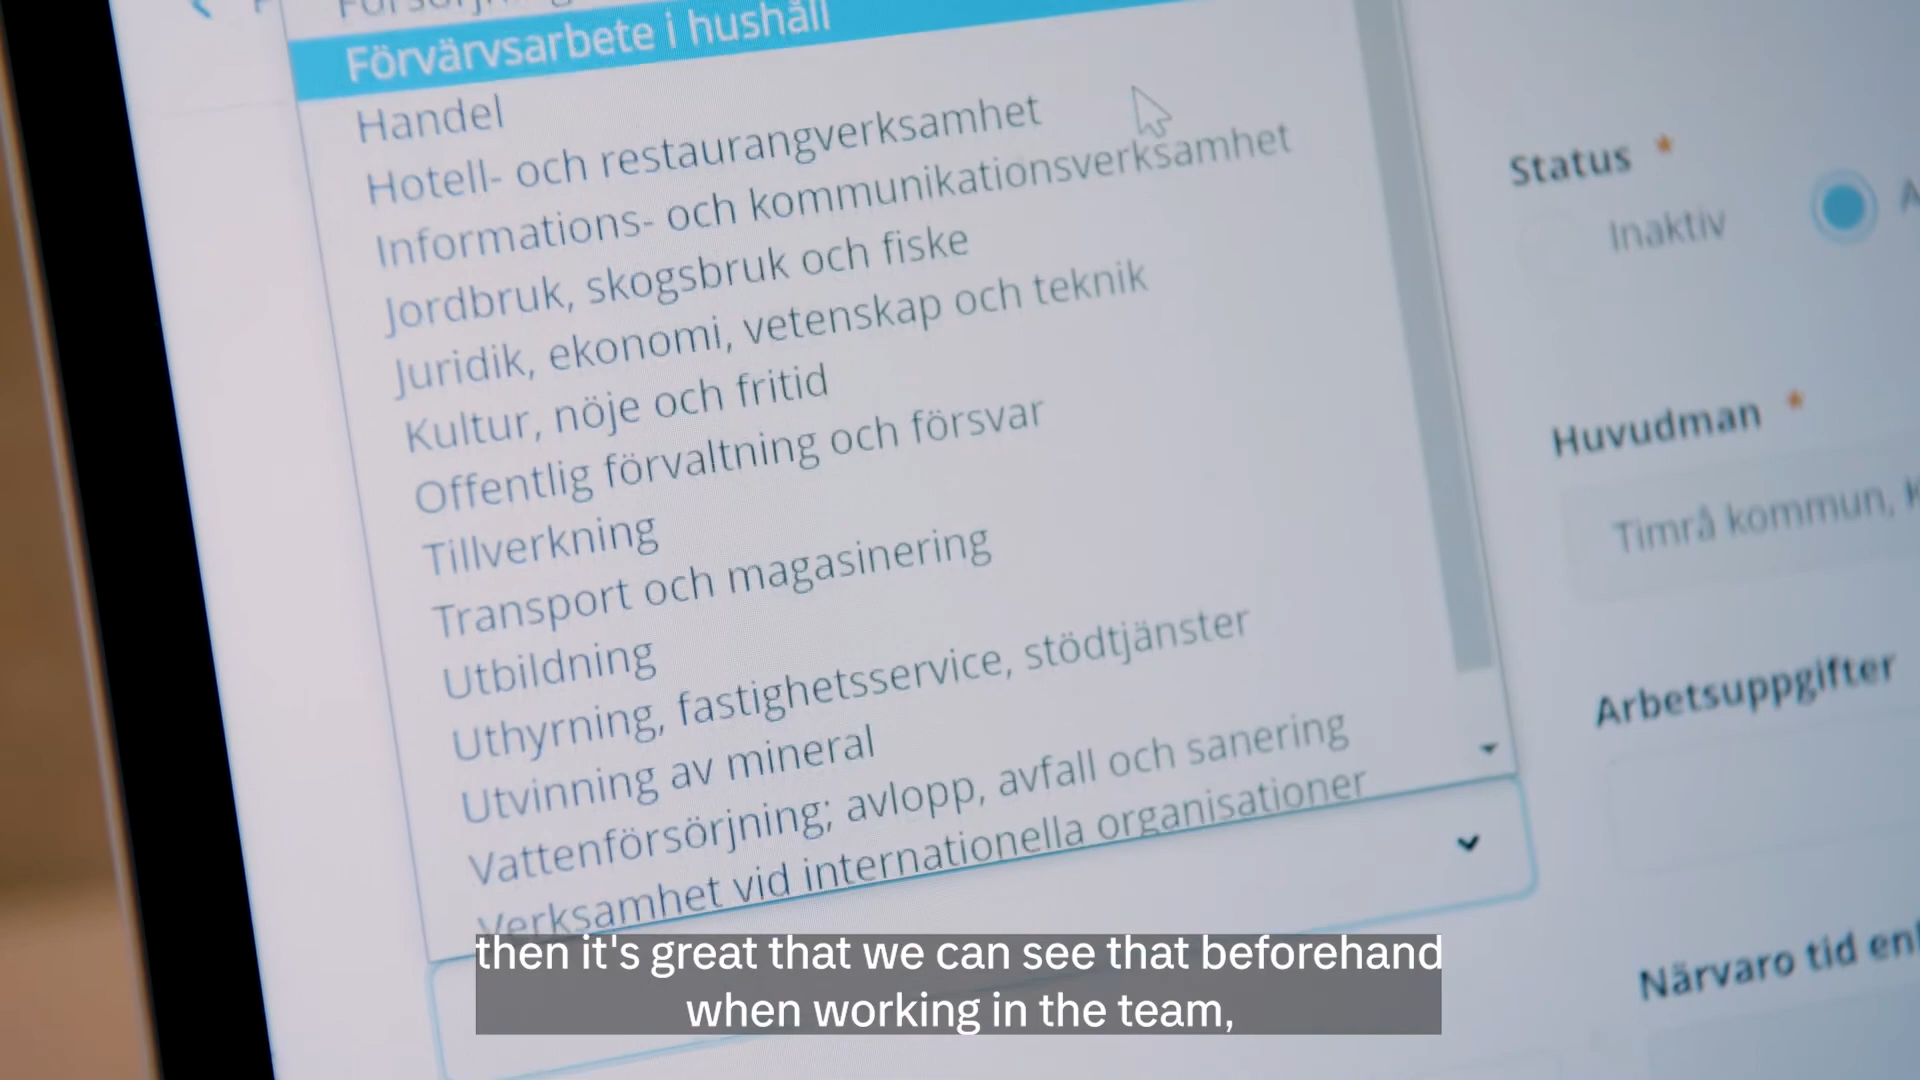 Förvärvsarbete i hushåll
Handel
Hotell- och restaurangverksamhet
Informations- och kommunikationsverksamhet
Jordbruk, skogsbruk och fiske
Juridik, ekonomi, vetenskap och teknik
Kultur, nöje och fritid
Offentlig förvaltning och försvar
Tillverkning
Transport och magasinering
Utbildning
Uthyrning, fastighetsservice, stödtjänster
Utvinning av mineral
Vattenförsörjning; avlopp, avfall och sanering
Verksamhet vid internationella organisationer
Status *
Inaktiv
Huvudman *
Timrå kommun,
Arbetsuppgifter
Närvaro tid
then it's great that we can see that beforehand
when working in the team,